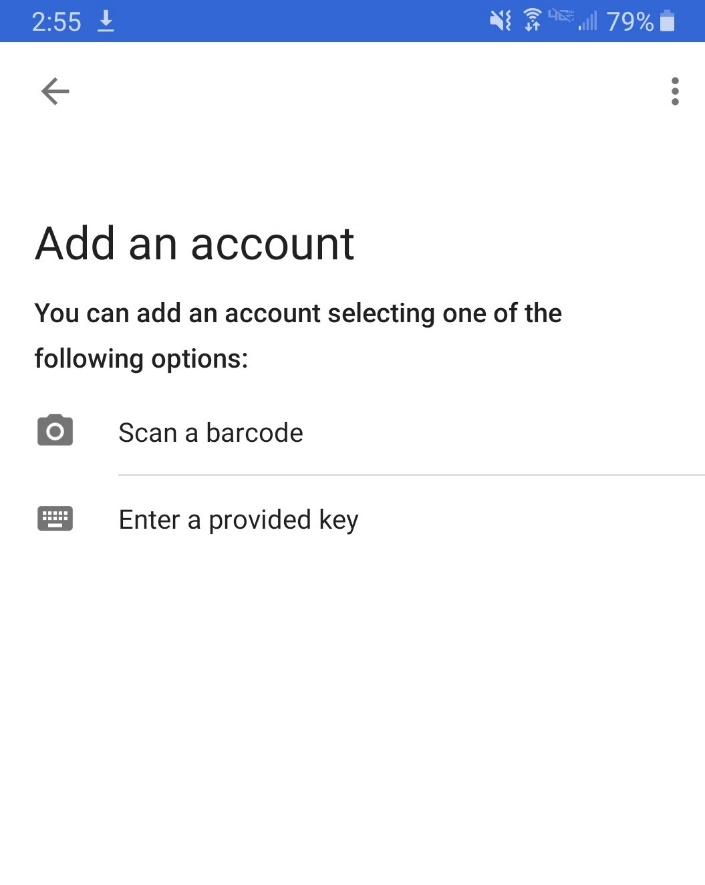 2:55
79%
Add an account
You can add an account selecting one of the
following options:
Scan a barcode
Enter a provided key